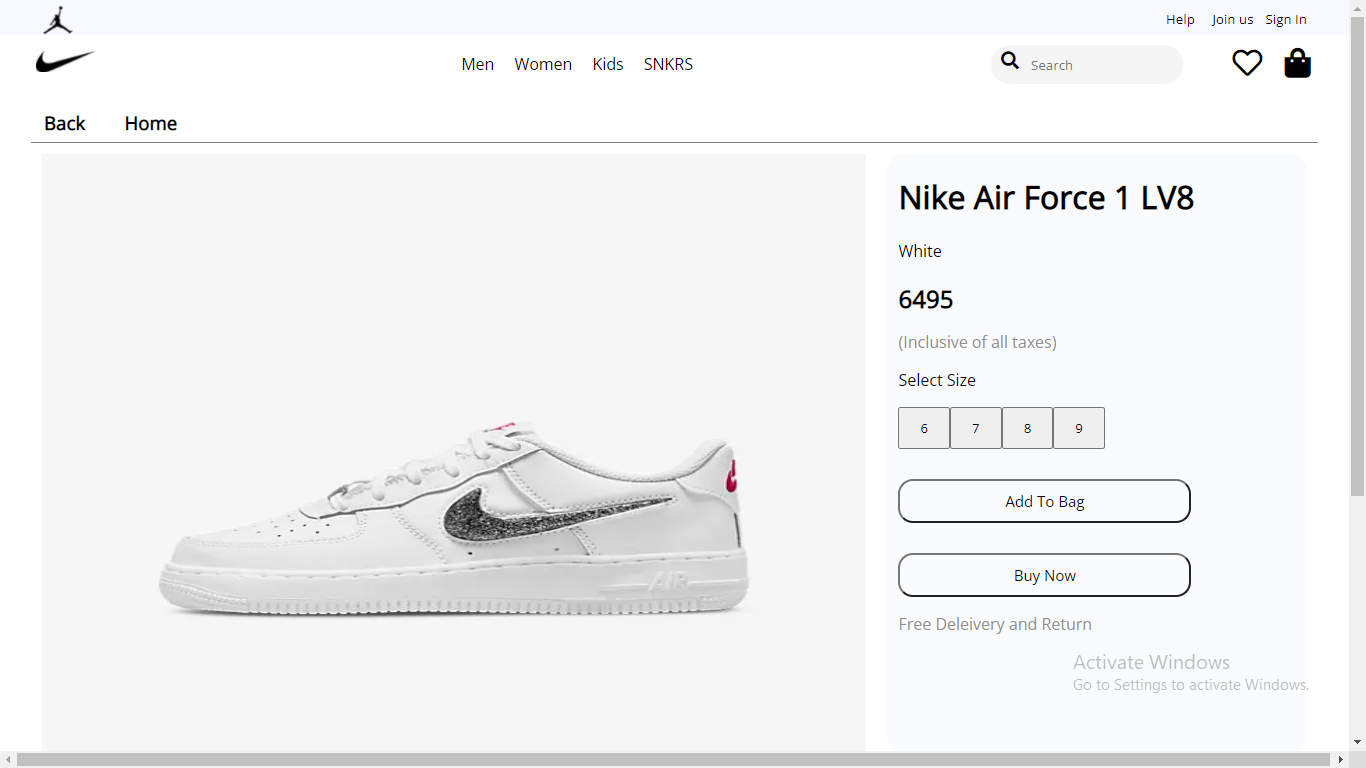 Help Join us Sign In
Men Women Kids SNKRS Search
Back Home
Nike Air Force 1 LV8
White
6495
(Inclusive of all taxes)
Select Size
6 7 8 9
Add To Bag
Buy Now
Free Deleivery and Return
AIR
Activate Windows
Go to Settings to activate Windows.